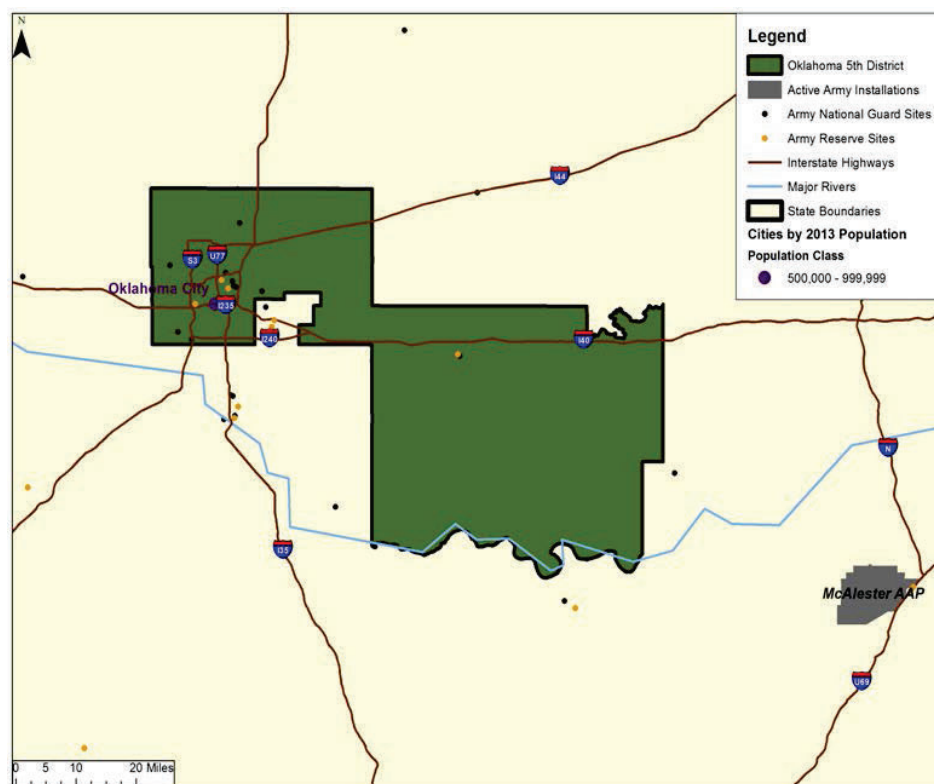 N
Legend
Oklahoma 5th District
Active Army Installations
Army National Guard Sites
Army Reserve Sites
Interstate Highways
Major Rivers
State Boundaries
Cities by 2013 Population
Population Class
500,000 - 999,999
I44
S3
U77
Oklahoma City
I235
I240
I40
N
I35
McAlester AAP
U69
0 5 10 20 Miles